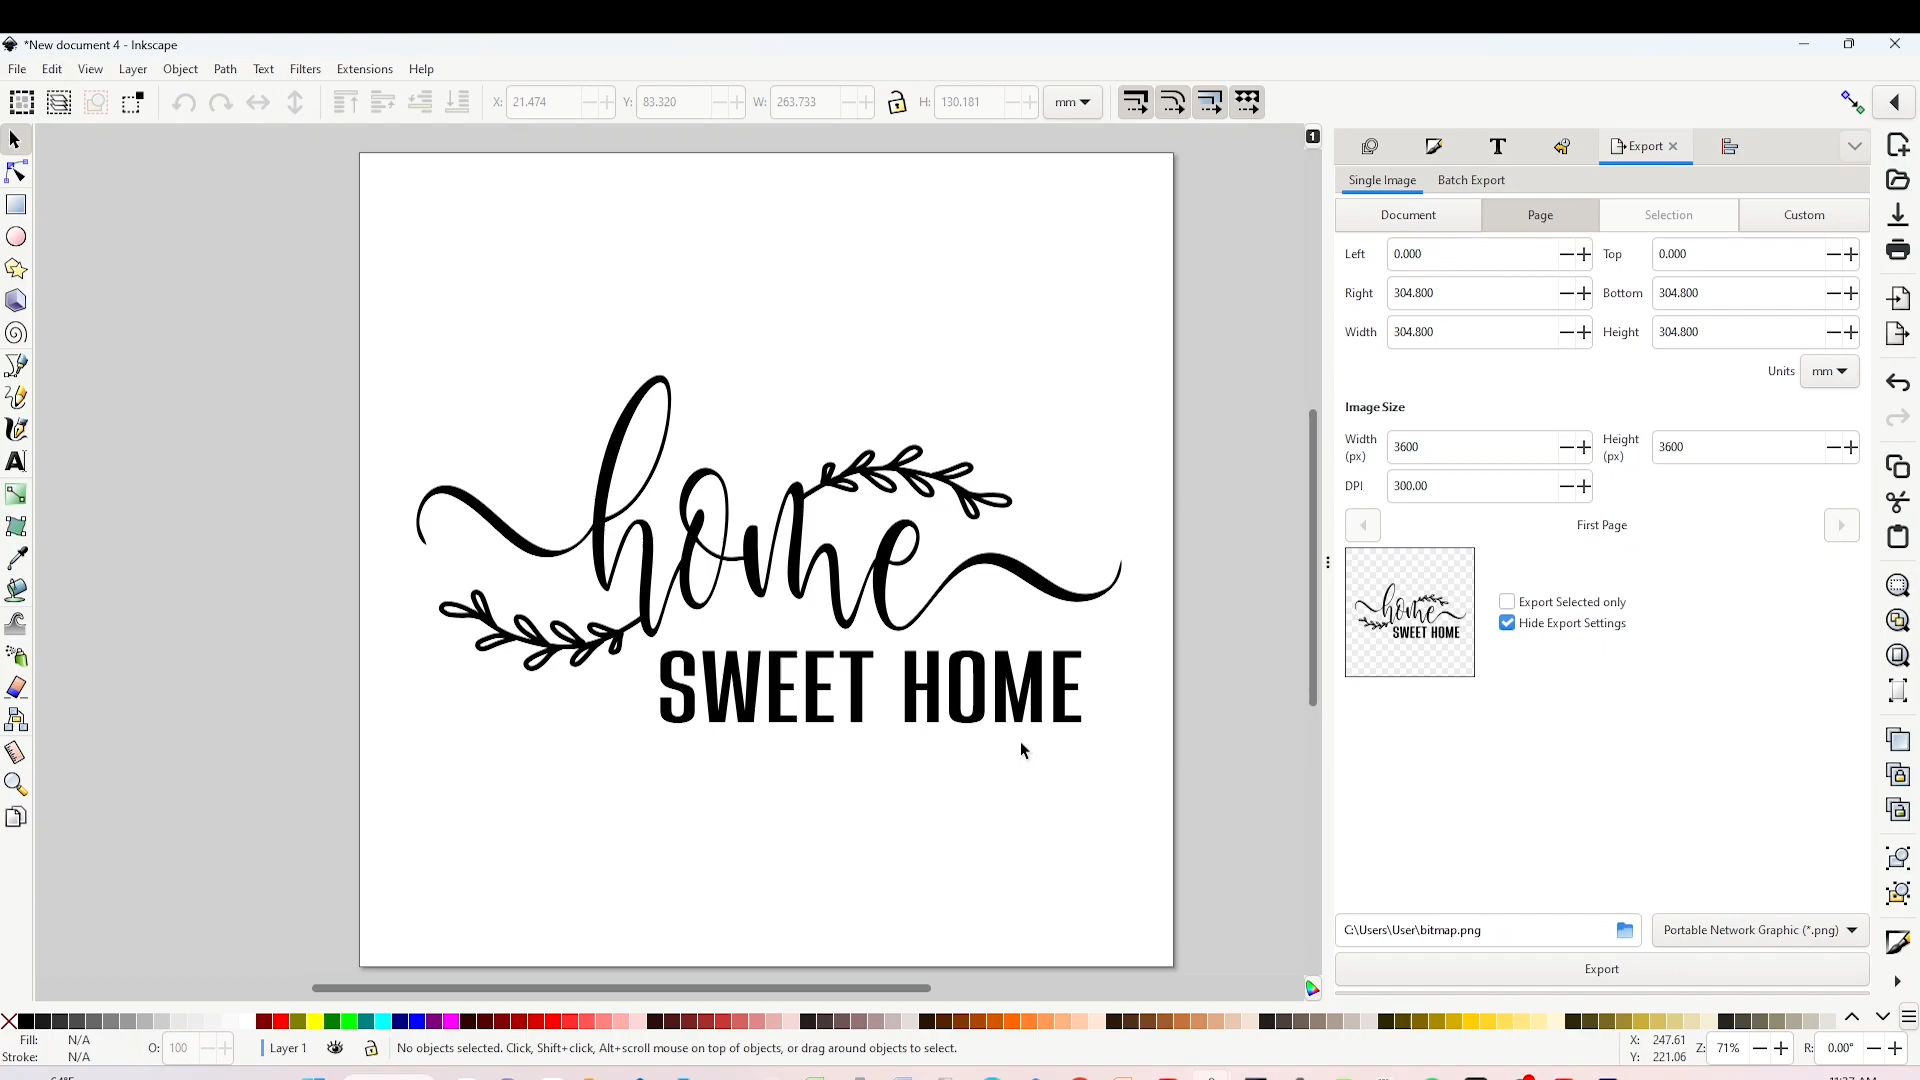 *New document 4 - Inkscape
File Edit View Layer Object Path Text Filters Extensions Help
X: 21.474 Y: 83.320 W: 263.733 H: 130.181 mm
1
Export
Single Image Batch Export
Document Page Selection Custom
Left 0.000 Top 0.000
Right 304.800 Bottom 304.800
Width 304.800 Height 304.800
Units mm
Image Size
Width (px) 3600 Height (px) 3600
DPI 300.00
First Page
home
SWEET HOME
home
SWEET HOME
Export Selected only
Hide Export Settings
C:\Users\User\bitmap.png Portable Network Graphic (*.png)
Export
Fill: N/A
Stroke: N/A
O: 100
Layer 1
No objects selected. Click, Shift+click, Alt+scroll mouse on top of objects, or drag around objects to select.
X: 247.61
Y: 221.06
Z: 71%
R: 0.00°